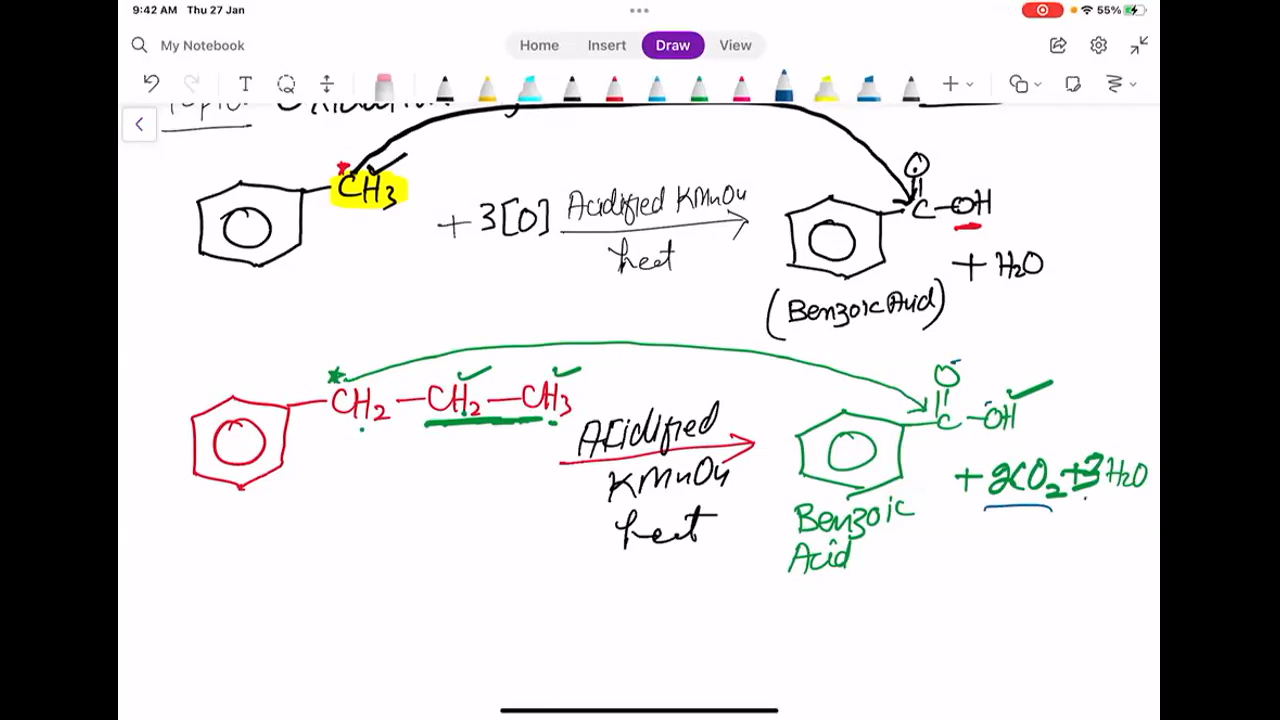 9:42 AM Thu 27 Jan
55%
My Notebook
Home Insert Draw View
Topic:
CH3
+ 3[O]
Acidified KMnO4
heat
O
C-OH
+ H2O
(Benzoic Acid)
CH2-CH2-CH3
Acidified
KMnO4
heat
O
C-OH
+ 2CO2+3H2O
Benzoic
Acid